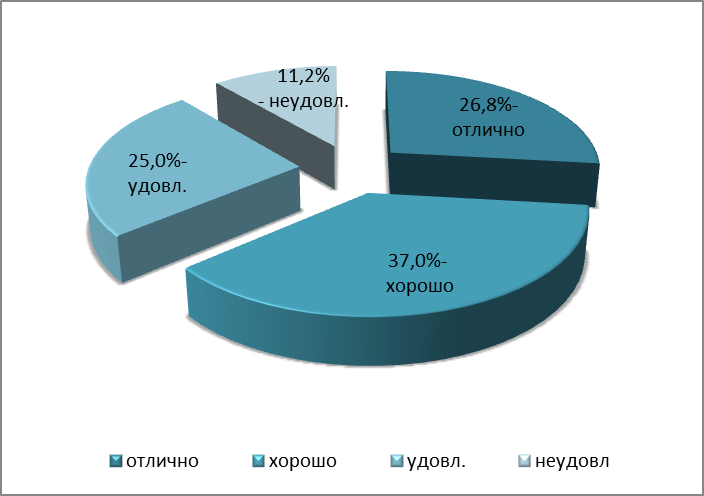 11,2%
- неудовл.
26,8%-
отлично
25,0%-
удовл.
37,0%-
хорошо
отлично хорошо удовл. неудовл